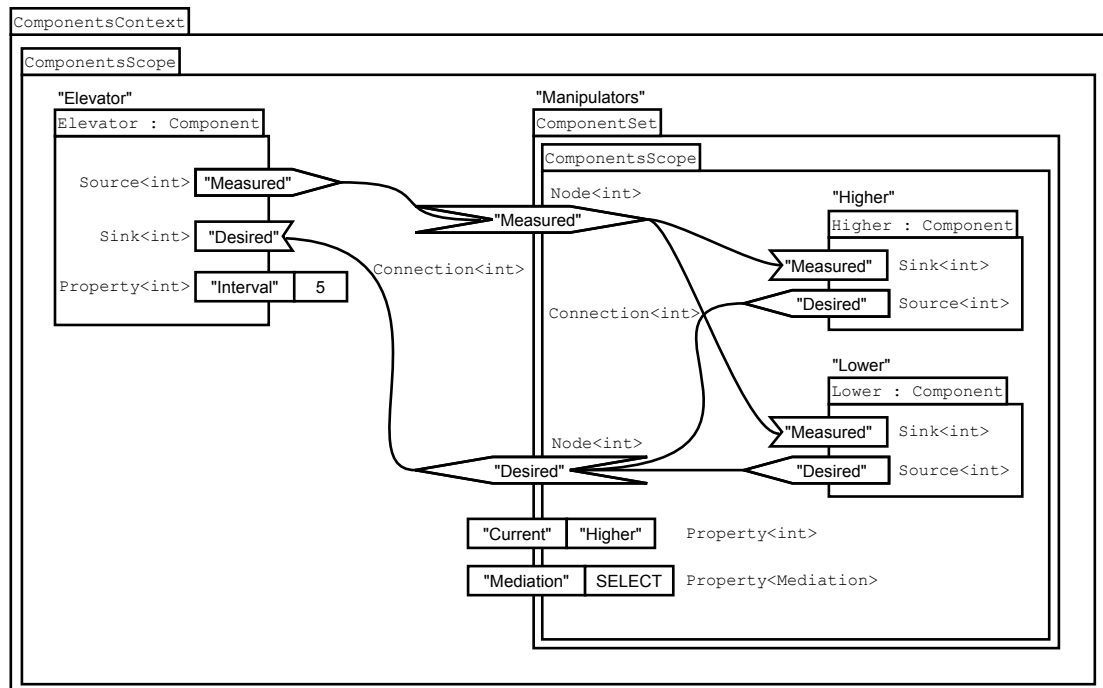 ComponentsContext
ComponentsScope
"Elevator"
Elevator : Component
Source<int> "Measured"
Sink<int> "Desired"
Property<int> "Interval" 5
"Manipulators"
ComponentSet
ComponentsScope
Node<int>
"Measured"
Connection<int>
Connection<int>
"Higher"
Higher : Component
"Measured" Sink<int>
"Desired" Source<int>
"Lower"
Lower : Component
"Measured" Sink<int>
"Desired" Source<int>
Node<int>
"Desired"
"Current" "Higher" Property<int>
"Mediation" SELECT Property<Mediation>